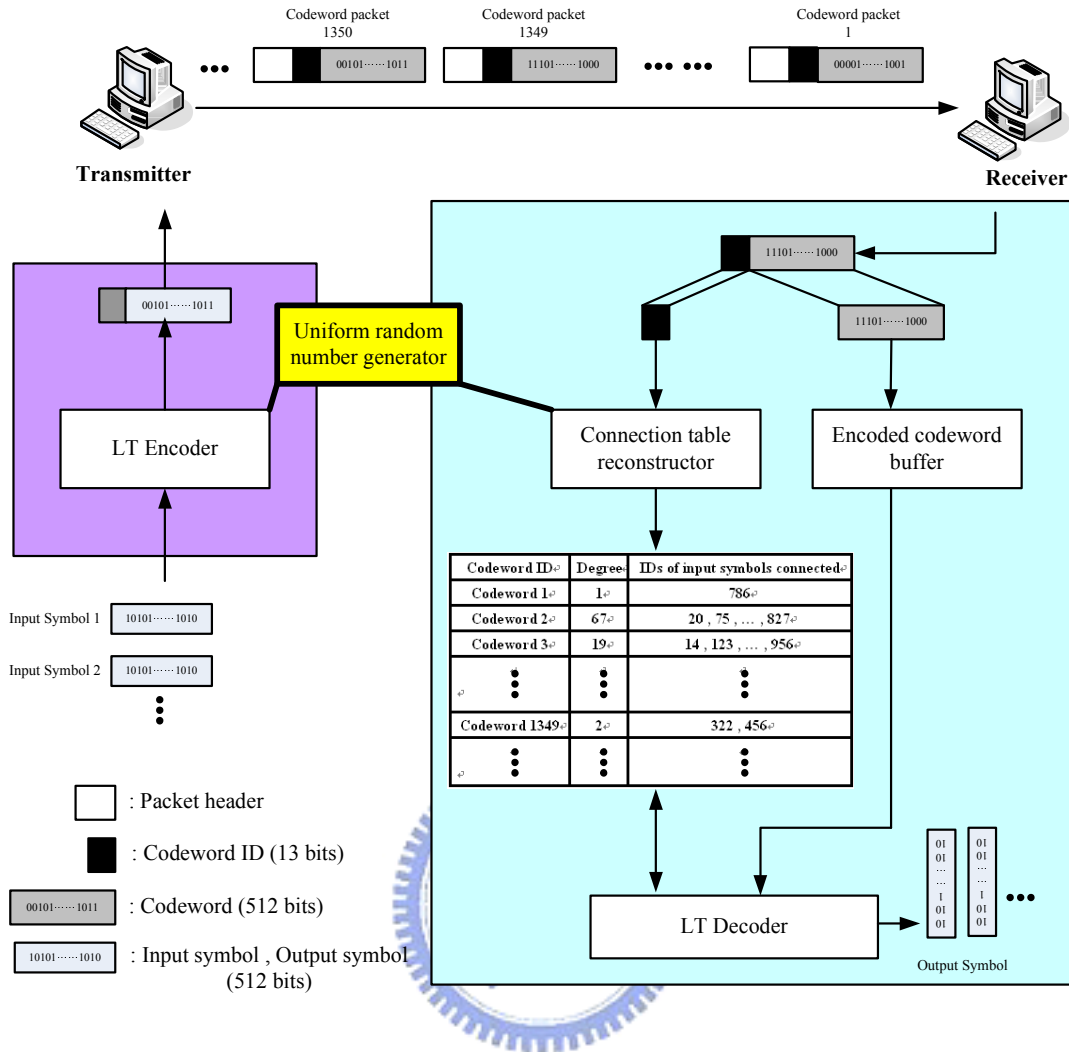 Codeword packet
1350
Codeword packet
1349
Codeword packet
1
00101······1011
11101······1000
00001······1001
Transmitter
Receiver
11101······1000
00101······1011
11101······1000
Uniform random
number generator
LT Encoder
Connection table
reconstructor
Encoded codeword
buffer
Codeword ID Degree IDs of input symbols connected
Codeword 1 1 786
Codeword 2 67 20 , 75 , … , 827
Codeword 3 19 14 , 123 , … , 956
Codeword 1349 2 322 , 456
Input Symbol 1 10101······1010
Input Symbol 2 10101······1010
: Packet header
: Codeword ID (13 bits)
00101······1011 : Codeword (512 bits)
10101······1010 : Input symbol , Output symbol
(512 bits)
LT Decoder
10101······1010
10101······1010
Output Symbol